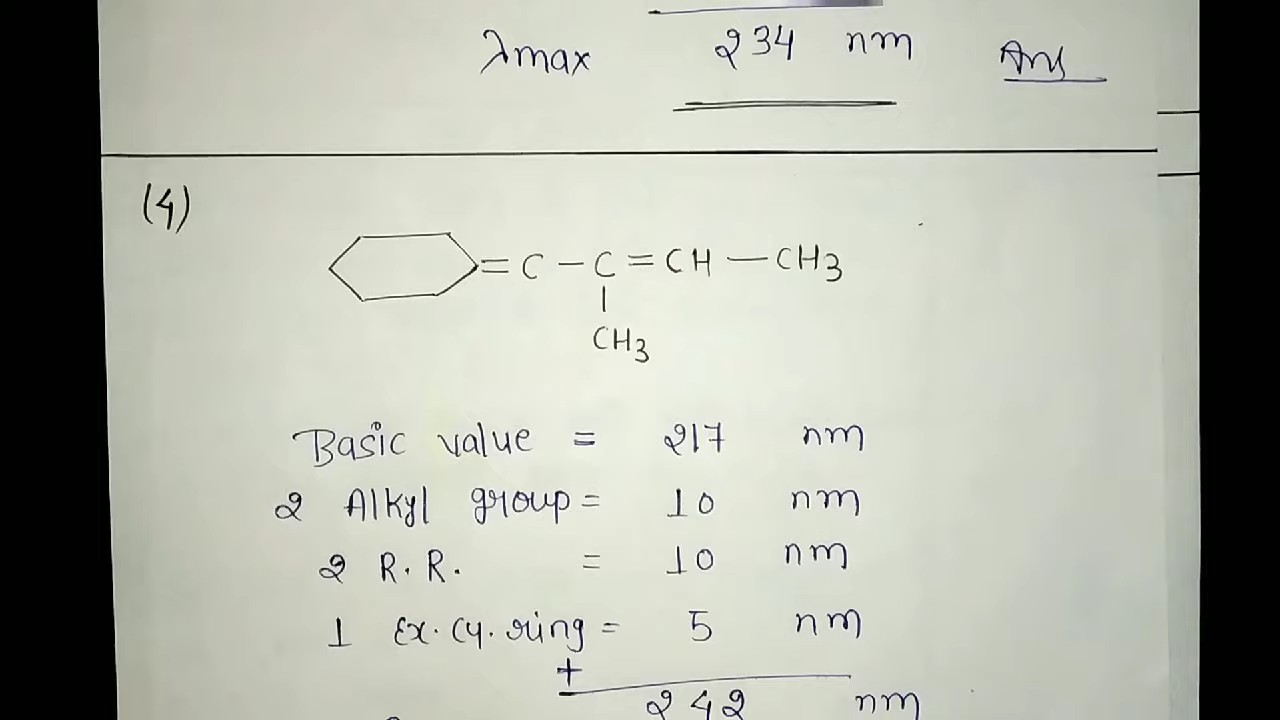 λmax 234 nm Ans
(4)
=C-C=CH-CH3
CH3
Basic value = 217 nm
2 Alkyl group = 10 nm
2 R.R. = 10 nm
1 Ex.cy.ring = 5 nm
+
242 nm